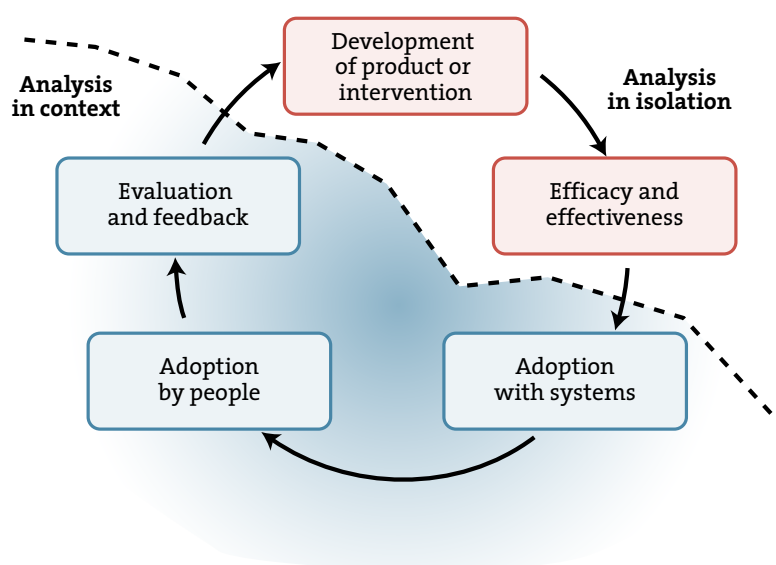 Development
of product or
intervention
Analysis
in context
Analysis
in isolation
Evaluation
and feedback
Efficacy and
effectiveness
Adoption
by people
Adoption
with systems